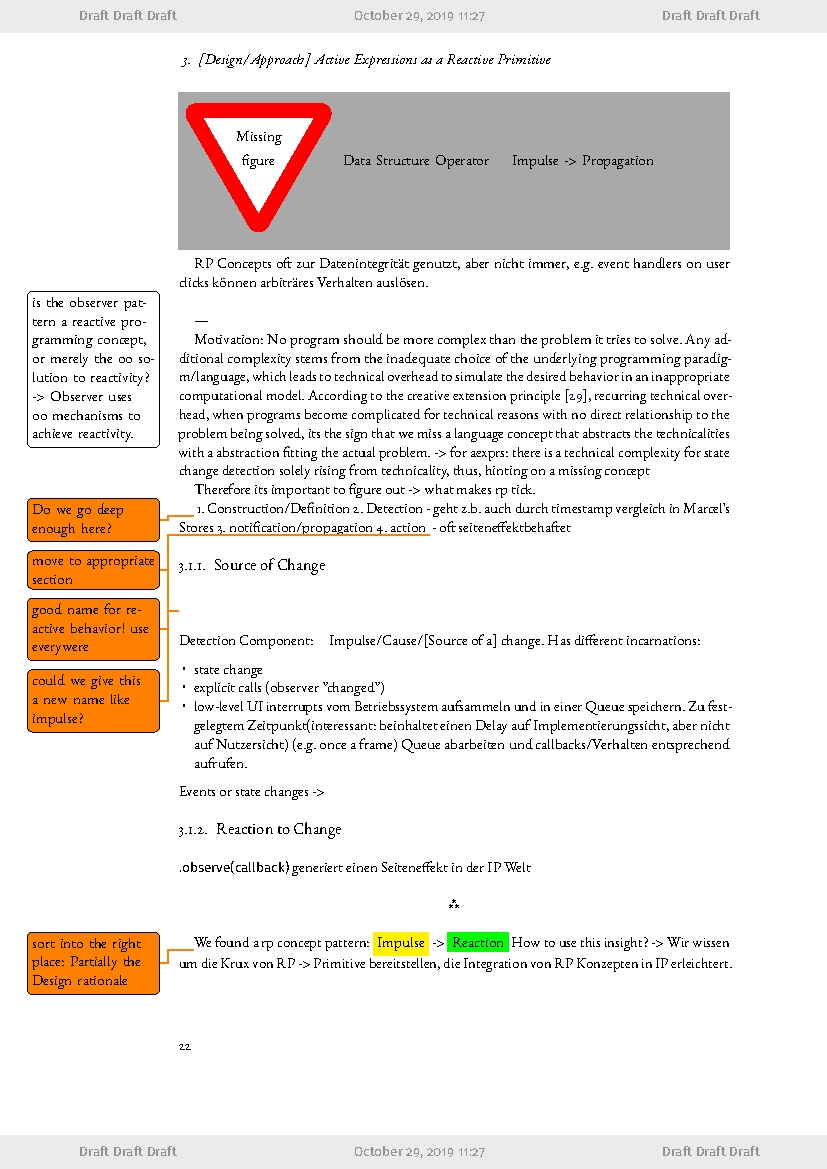 Draft Draft Draft October 29, 2019 11:27 Draft Draft Draft
3. [Design/Approach] Active Expressions as a Reactive Primitive
Missing
figure
Data Structure Operator Impulse -> Propagation
RP Concepts oft zur Datenintegrität genutzt, aber nicht immer, e.g. event handlers on user
clicks können arbiträres Verhalten auslösen.
is the observer pat-
tern a reactive pro-
gramming concept,
or merely the oo so-
lution to reactivity?
-> Observer uses
oo mechanisms to
achieve reactivity.
—
Motivation: No program should be more complex than the problem it tries to solve. Any ad-
ditional complexity stems from the inadequate choice of the underlying programming paradig-
m/language, which leads to technical overhead to simulate the desired behavior in an inappropriate
computational model. According to the creative extension principle [29], recurring technical over-
head, when programs become complicated for technical reasons with no direct relationship to the
problem being solved, its the sign that we miss a language concept that abstracts the technicalities
with a abstraction fitting the actual problem. -> for aexprs: there is a technical complexity for state
change detection solely rising from technicality, thus, hinting on a missing concept
Therefore its important to figure out -> what makes rp tick.
Do we go deep
enough here?
1. Construction/Definition 2. Detection - geht z.b. auch durch timestamp vergleich in Marcel's
Stores 3. notification/propagation 4. action - oft seiteneffektbehaftet
move to appropriate
section
good name for re-
active behavior! use
everywere
could we give this
a new name like
impulse?
3.1.1. Source of Change
Detection Component: Impulse/Cause/[Source of a] change. Has different incarnations:
• state change
• explicit calls (observer ”changed”)
• low-level UI interrupts vom Betriebssystem aufsammeln und in einer Queue speichern. Zu fest-
gelegtem Zeitpunkt(interessant: beinhaltet einen Delay auf Implementierungssicht, aber nicht
auf Nutzersicht) (e.g. once a frame) Queue abarbeiten und callbacks/Verhalten entsprechend
aufrufen.
Events or state changes ->
3.1.2. Reaction to Change
.observe(callback) generiert einen Seiteneffekt in der IP Welt
⁂
sort into the right
place: Partially the
Design rationale
We found a rp concept pattern: Impulse -> Reaction How to use this insight? -> Wir wissen
um die Krux von RP -> Primitive bereitstellen, die Integration von RP Konzepten in IP erleichtert.
22
Draft Draft Draft October 29, 2019 11:27 Draft Draft Draft